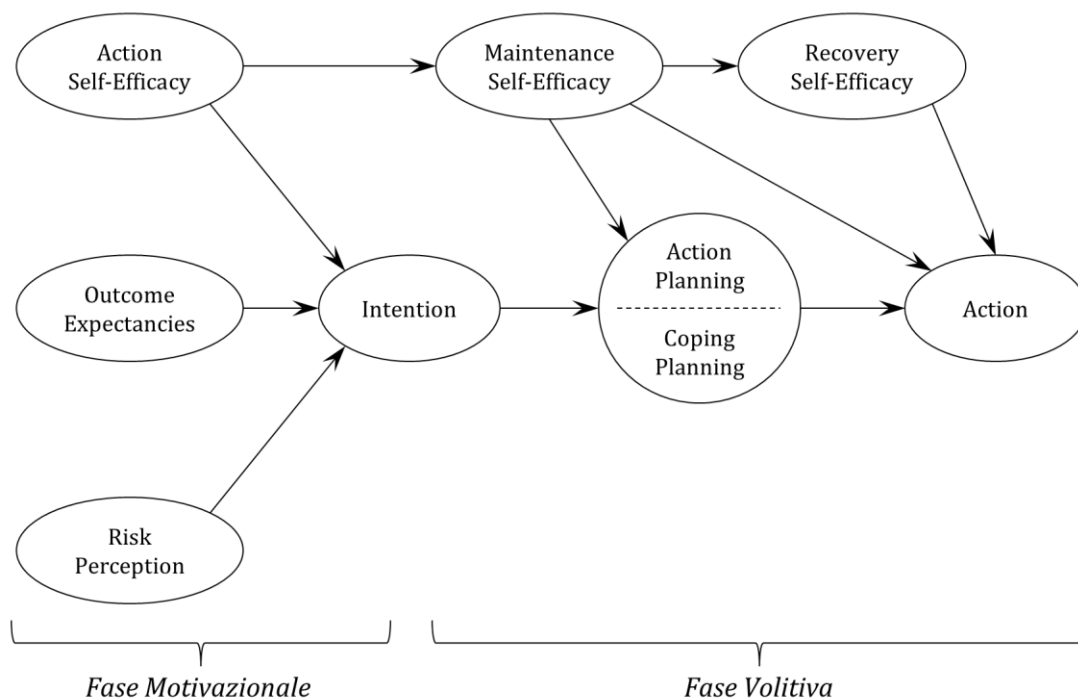 Action
Self-Efficacy
Maintenance
Self-Efficacy
Recovery
Self-Efficacy
Outcome
Expectancies
Intention
Action
Planning
Coping
Planning
Action
Risk
Perception
Fase Motivazionale
Fase Volitiva